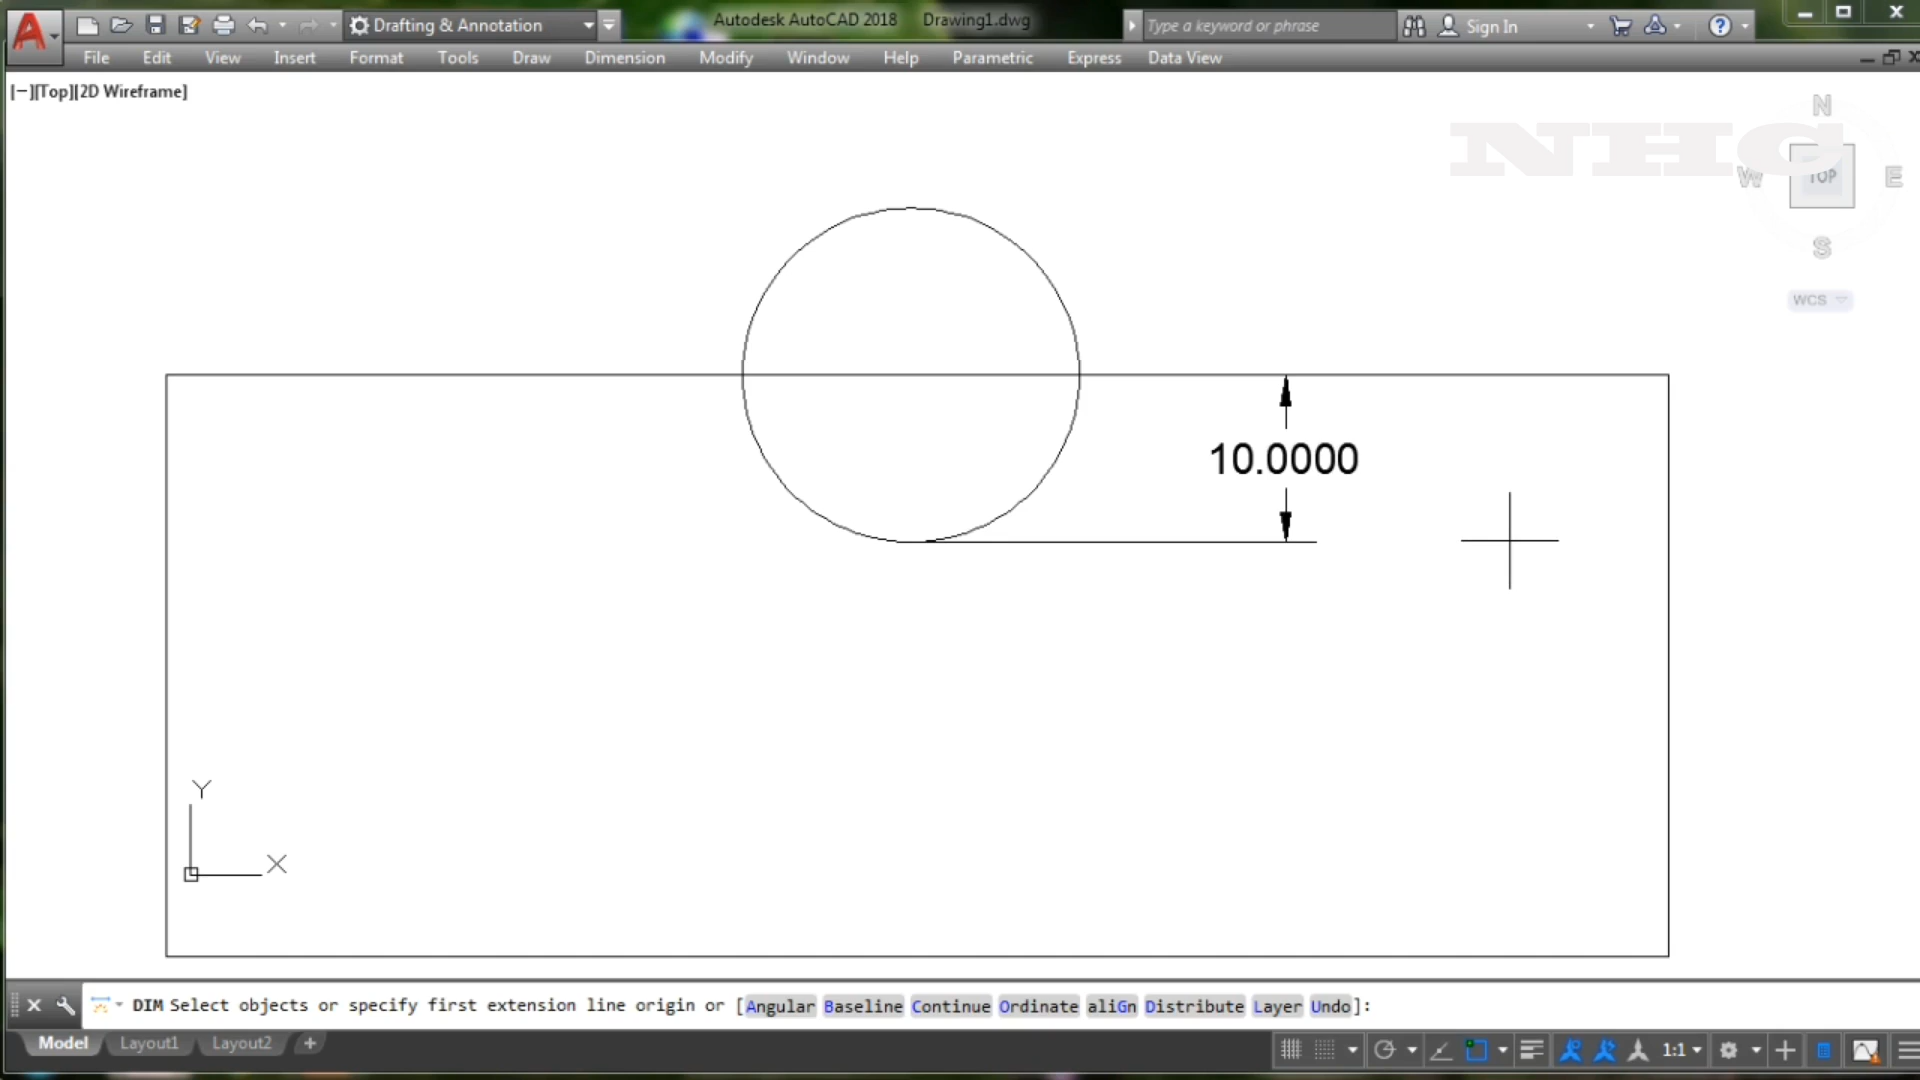 Drafting & Annotation
Autodesk AutoCAD 2018 Drawing1.dwg
Type a keyword or phrase
Sign In
File Edit View Insert Format Tools Draw Dimension Modify Window Help Parametric Express Data View
[−][Top][2D Wireframe]
N
NHG
W TOP E
S
WCS
10.0000
Y
X
DIM Select objects or specify first extension line origin or [Angular Baseline Continue Ordinate aliGn Distribute Layer Undo]:
Model Layout1 Layout2 +
1:1